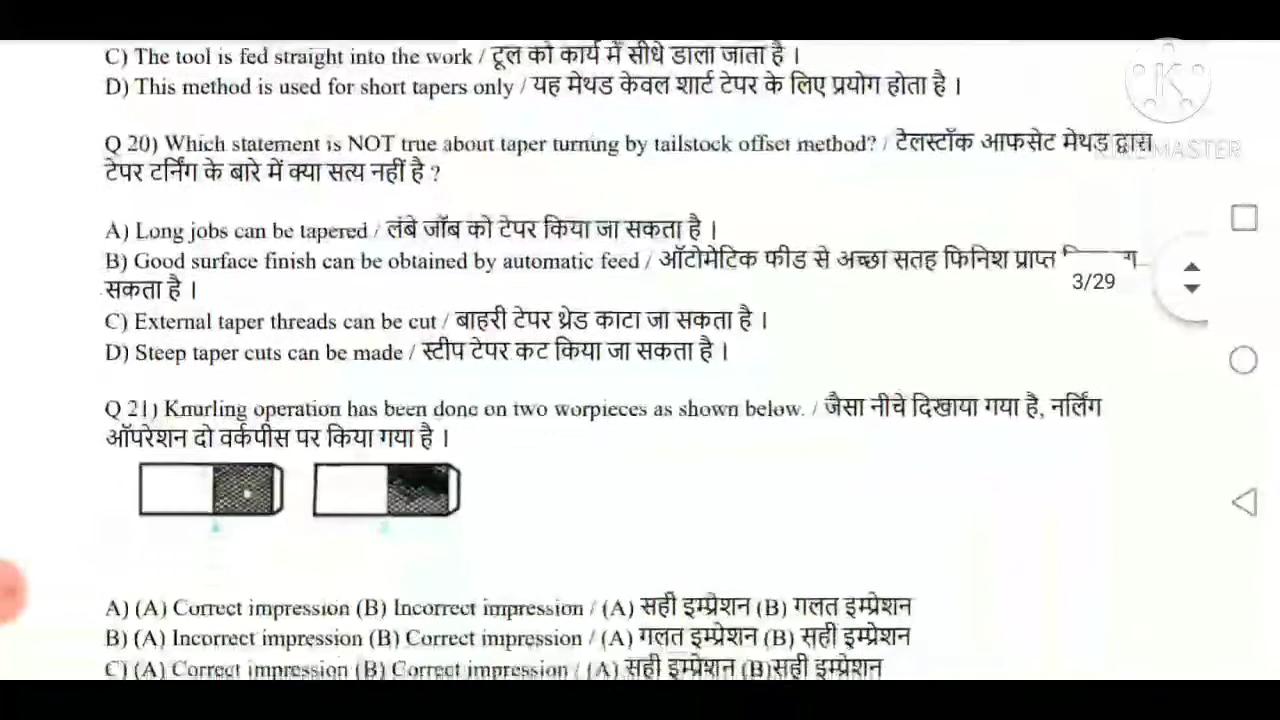 C) The tool is fed straight into the work / टूल को कार्य में सीधे डाला जाता है ।
D) This method is used for short tapers only / यह मेथड केवल शार्ट टेपर के लिए प्रयोग होता है ।
Q 20) Which statement is NOT true about taper turning by tailstock offset method? / टेलस्टॉक आफसेट मेथड द्वारा
टेपर टर्निंग के बारे में क्या सत्य नहीं है ?
A) Long jobs can be tapered / लंबे जॉब को टेपर किया जा सकता है ।
B) Good surface finish can be obtained by automatic feed / ऑटोमेटिक फीड से अच्छा सतह फिनिश प्राप्त
सकता है ।
3/29
C) External taper threads can be cut / बाहरी टेपर थ्रेड काटा जा सकता है ।
D) Steep taper cuts can be made / स्टीप टेपर कट किया जा सकता है ।
Q 21) Knurling operation has been done on two worpieces as shown below. / जैसा नीचे दिखाया गया है, नर्लिंग
ऑपरेशन दो वर्कपीस पर किया गया है ।
A) (A) Correct impression (B) Incorrect impression / (A) सही इम्प्रेशन (B) गलत इम्प्रेशन
B) (A) Incorrect impression (B) Correct impression / (A) गलत इम्प्रेशन (B) सही इम्प्रेशन
C) (A) Correct impression (B) Correct impression / (A) सही इम्प्रेशन (B)सही इम्प्रेशन
K
KINEMASTER